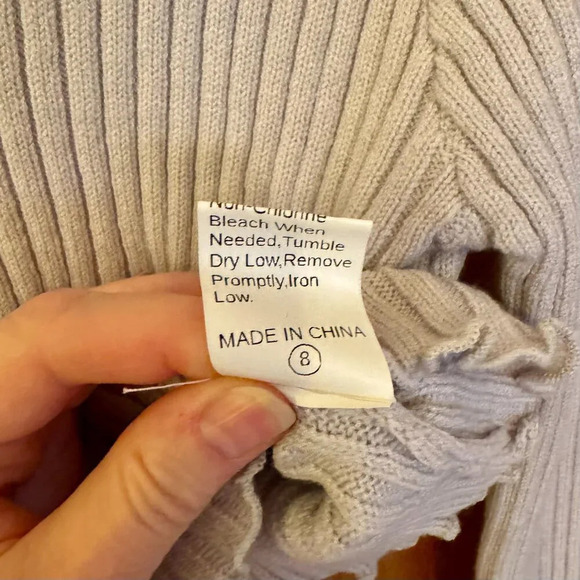 Non-Chlorine
Bleach When
Needed,Tumble
Dry Low,Remove
Promptly,Iron
Low.
MADE IN CHINA
8